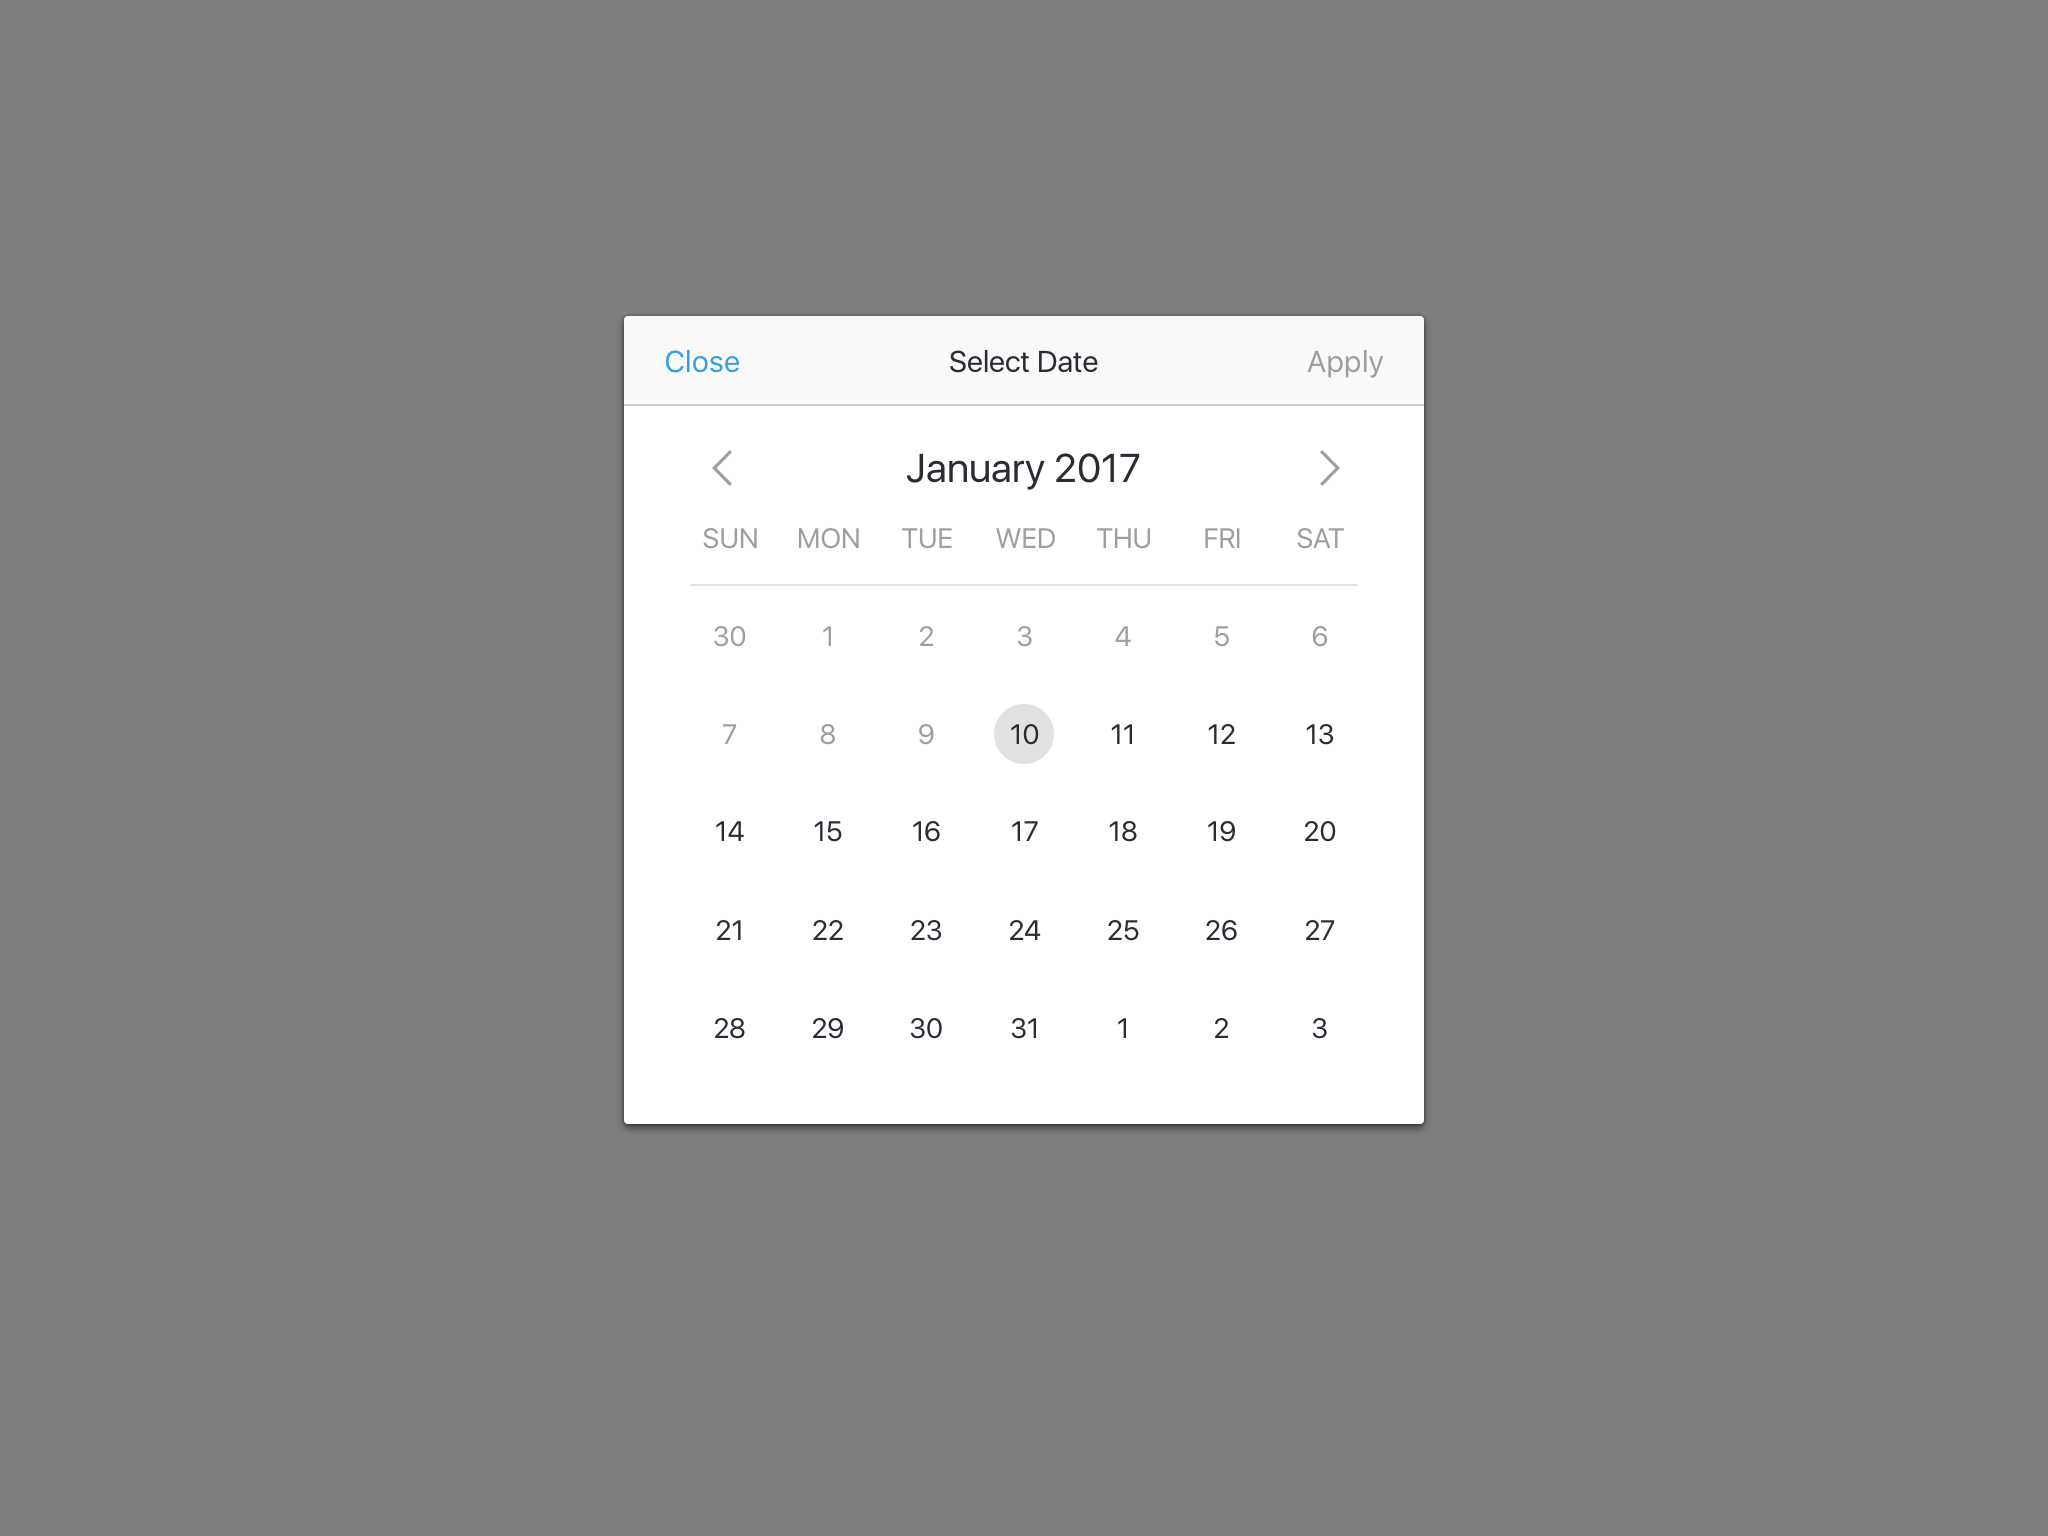 Close Select Date Apply
January 2017
SUN MON TUE WED THU FRI SAT
30 1 2 3 4 5 6
7 8 9 10 11 12 13
14 15 16 17 18 19 20
21 22 23 24 25 26 27
28 29 30 31 1 2 3